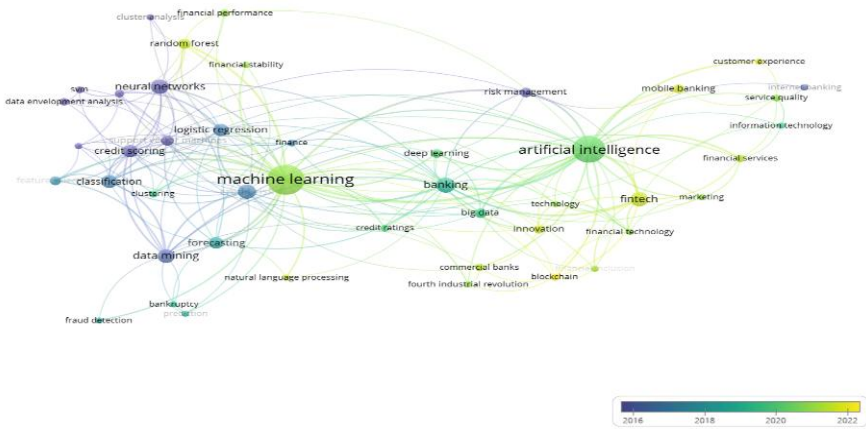 financial performance
cluster analysis
random forest
customer experience
financial stability
neural networks
svm
risk management
mobile banking
internet banking
data envelopment analysis
service quality
logistic regression
information technology
support vector machines
finance
credit scoring
deep learning
artificial intelligence
financial services
machine learning
classification
banking
clustering
technology
fintech
marketing
big data
credit ratings
innovation
financial technology
forecasting
data mining
commercial banks
natural language processing
blockchain
fourth industrial revolution
bankruptcy
prediction
fraud detection
2016 2018 2020 2022